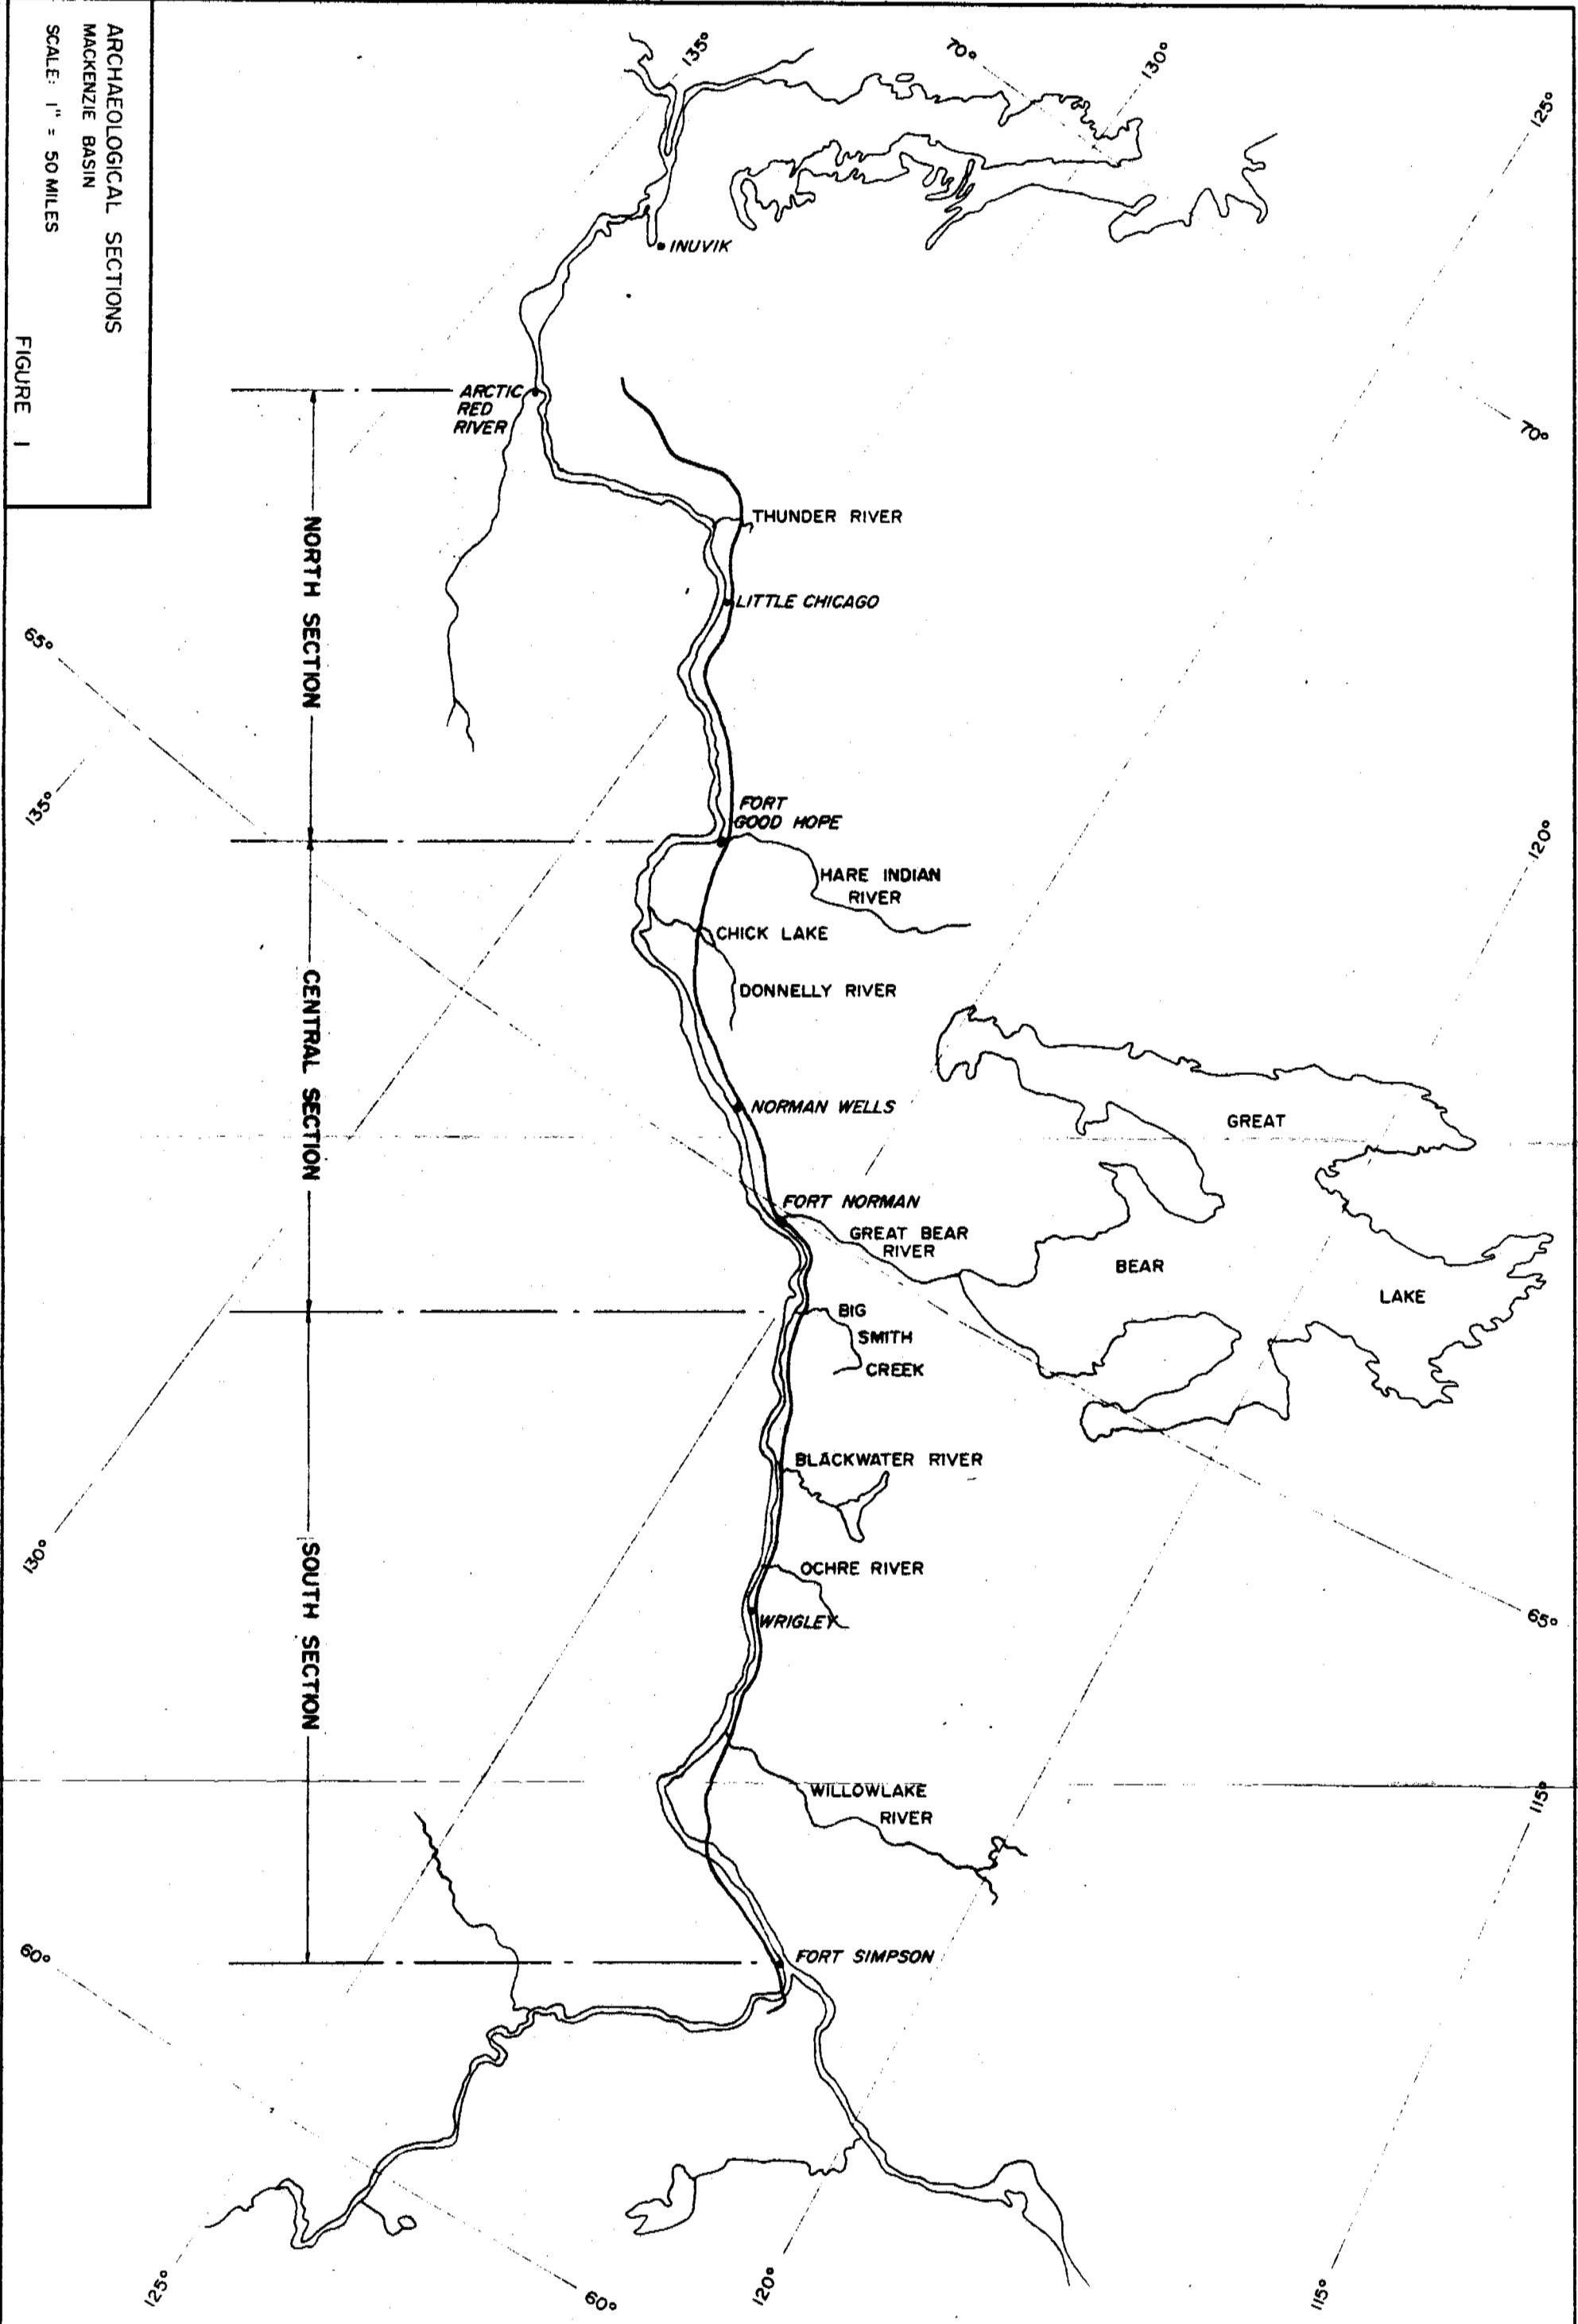 ARCHAEOLOGICAL SECTIONS
MACKENZIE BASIN
SCALE: 1" = 50 MILES
FIGURE 1
135°
70°
130°
125°
INUVIK
ARCTIC
RED
RIVER
70°
THUNDER RIVER
NORTH SECTION
LITTLE CHICAGO
65°
135°
FORT
GOOD HOPE
120°
HARE INDIAN
RIVER
CHICK LAKE
DONNELLY RIVER
CENTRAL SECTION
NORMAN WELLS
GREAT
FORT NORMAN
GREAT BEAR
RIVER
BEAR
LAKE
BIG
SMITH
CREEK
BLACKWATER RIVER
130°
OCHRE RIVER
WRIGLEY
65°
SOUTH SECTION
WILLOWLAKE
RIVER
115°
60°
FORT SIMPSON
125°
60°
120°
115°